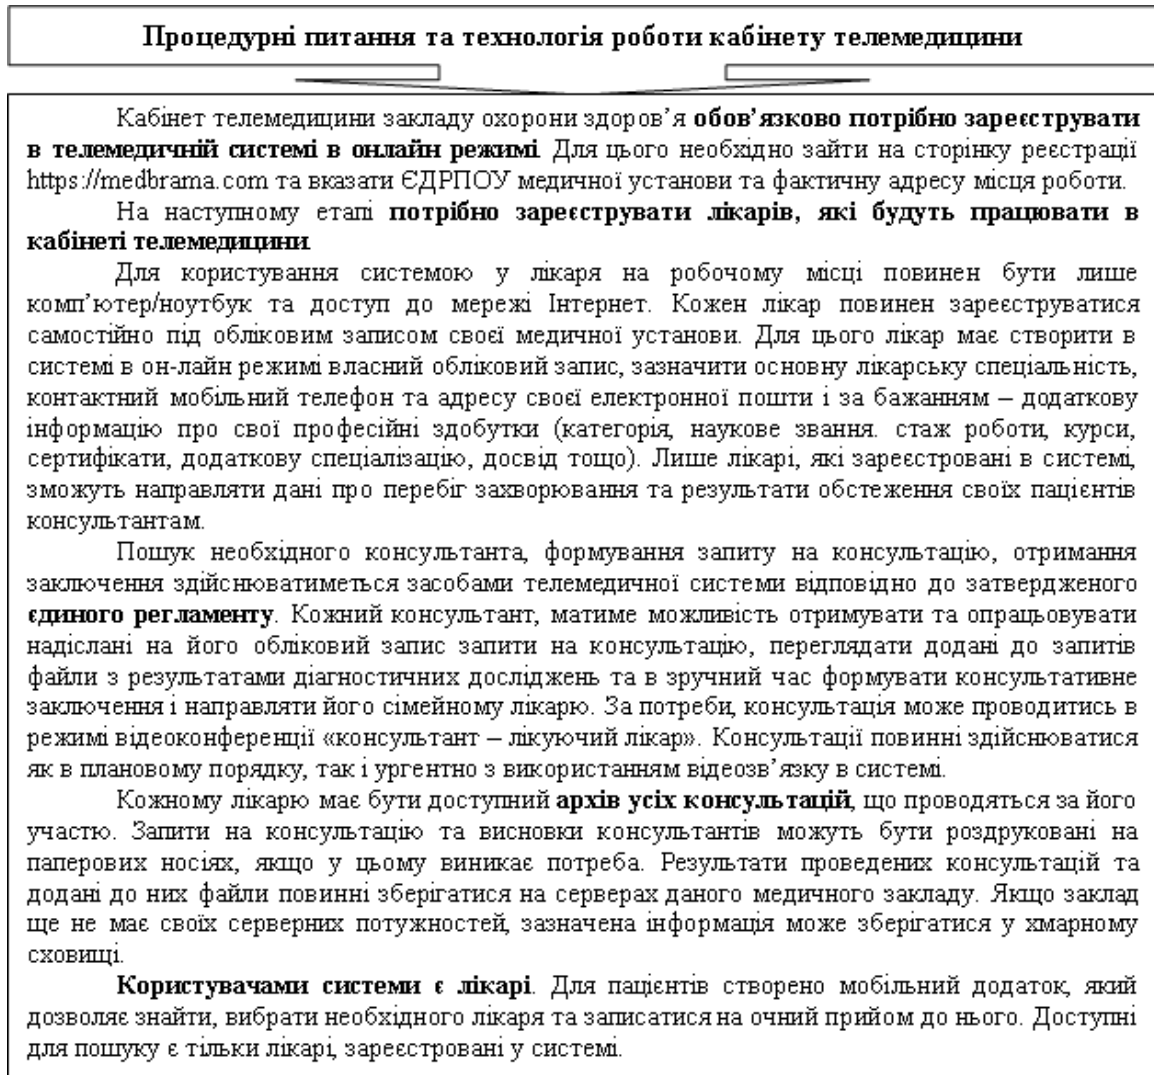 Процедурні питання та технологія роботи кабінету телемедицини
Кабінет телемедицини закладу охорони здоров’я обов’язково потрібно зареєструвати
в телемедичній системі в онлайн режимі. Для цього необхідно зайти на сторінку реєстрації
https://medbrama.com та вказати ЄДРПОУ медичної установи та фактичну адресу місця роботи.
На наступному етапі потрібно зареєструвати лікарів, які будуть працювати в
кабінеті телемедицини.
Для користування системою у лікаря на робочому місці повинен бути лише
комп’ютер/ноутбук та доступ до мережі Інтернет. Кожен лікар повинен зареєструватися
самостійно під обліковим записом своєї медичної установи. Для цього лікар має створити в
системі в он-лайн режимі власний обліковий запис, зазначити основну лікарську спеціальність,
контактний мобільний телефон та адресу своєї електронної пошти і за бажанням – додаткову
інформацію про свої професійні здобутки (категорія, наукове звання. стаж роботи, курси,
сертифікати, додаткову спеціалізацію, досвід тощо). Лише лікарі, які зареєстровані в системі,
зможуть направляти дані про перебіг захворювання та результати обстеження своїх пацієнтів
консультантам.
Пошук необхідного консультанта, формування запиту на консультацію, отримання
заключення здійснюватиметься засобами телемедичної системи відповідно до затвердженого
єдиного регламенту. Кожний консультант, матиме можливість отримувати та опрацьовувати
надіслані на його обліковий запис запити на консультацію, переглядати додані до запитів
файли з результатами діагностичних досліджень та в зручний час формувати консультативне
заключення і направляти його сімейному лікарю. За потреби, консультація може проводитись в
режимі відеоконференції «консультант – лікуючий лікар». Консультації повинні здійснюватися
як в плановому порядку, так і ургентно з використанням відеозв’язку в системі.
Кожному лікарю має бути доступний архів усіх консультацій, що проводяться за його
участю. Запити на консультацію та висновки консультантів можуть бути роздруковані на
паперових носіях, якщо у цьому виникає потреба. Результати проведених консультацій та
додані до них файли повинні зберігатися на серверах даного медичного закладу. Якщо заклад
ще не має своїх серверних потужностей, зазначена інформація може зберігатися у хмарному
сховищі.
Користувачами системи є лікарі. Для пацієнтів створено мобільний додаток, який
дозволяє знайти, вибрати необхідного лікаря та записатися на очний прийом до нього. Доступні
для пошуку є тільки лікарі, зареєстровані у системі.